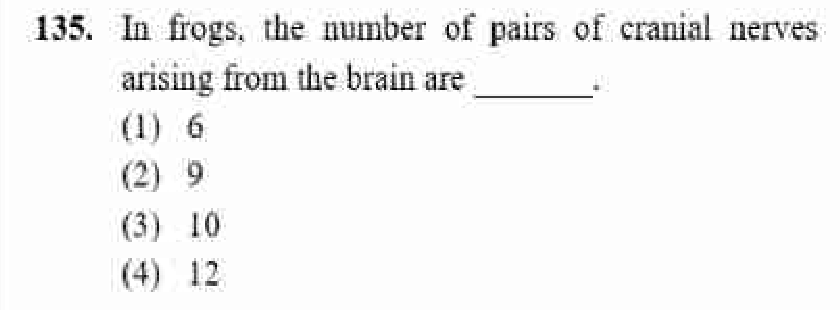 135. In frogs, the number of pairs of cranial nerves
arising from the brain are ________.
(1) 6
(2) 9
(3) 10
(4) 12